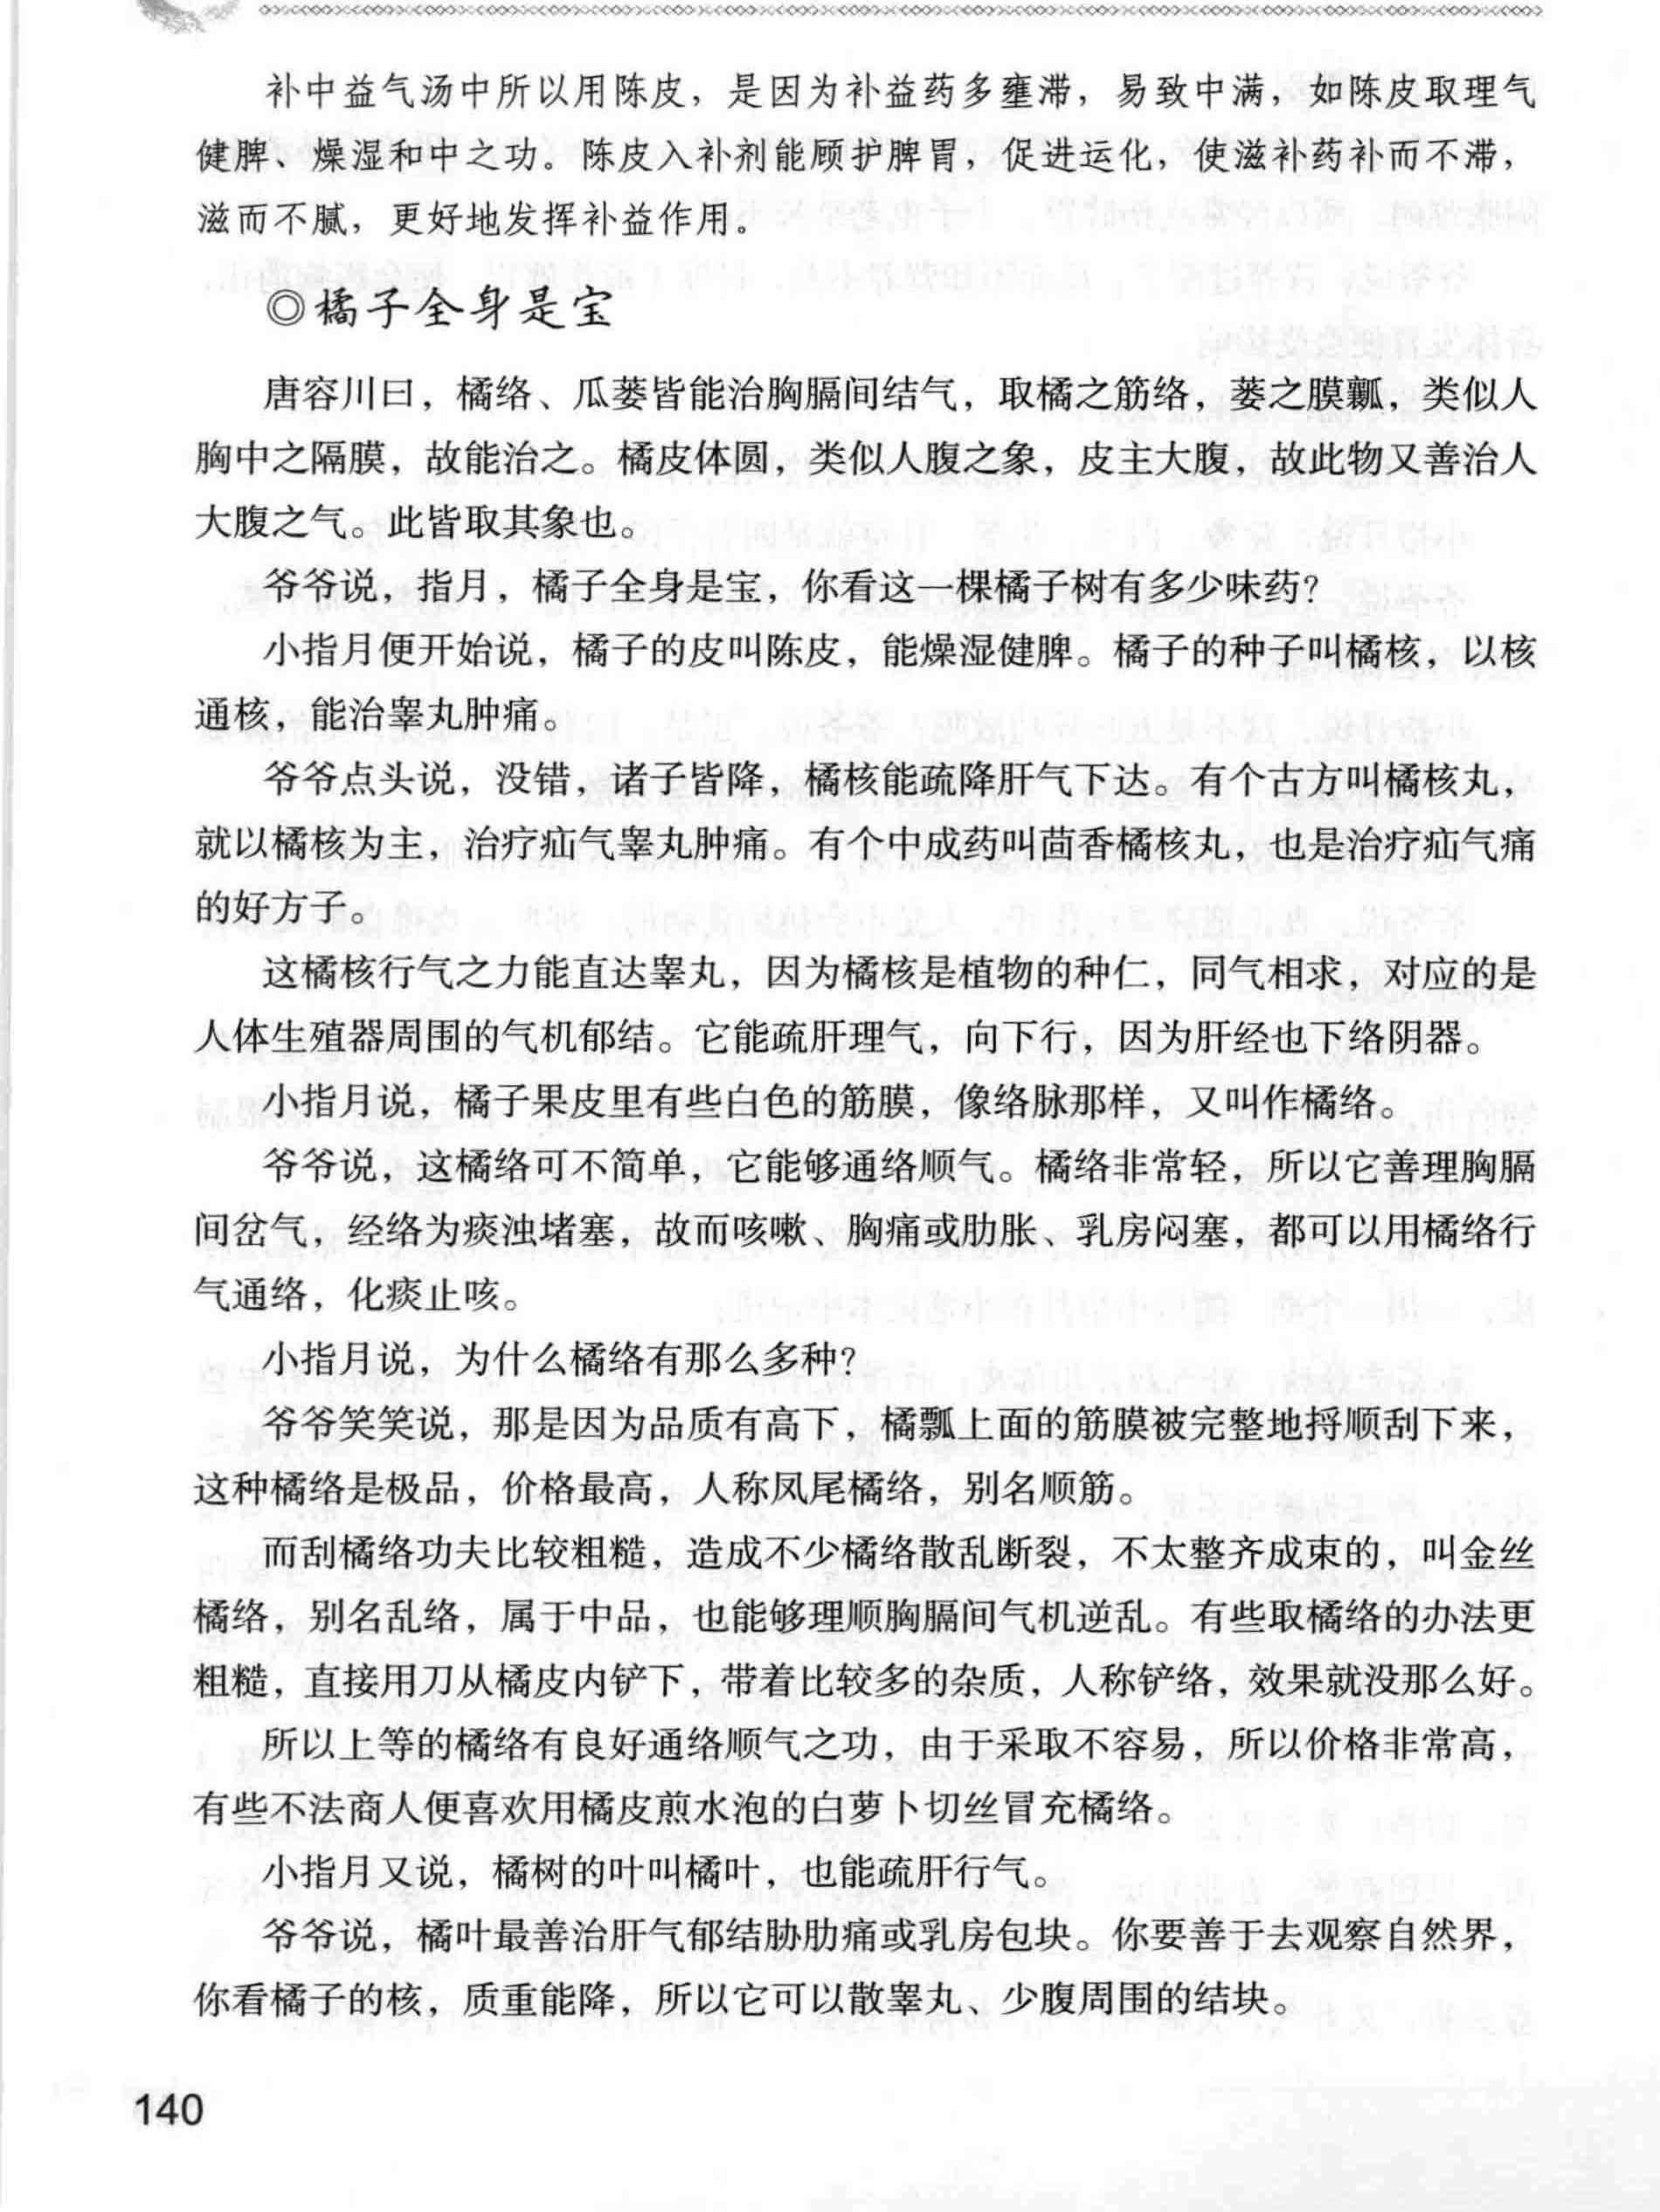 补中益气汤中所以用陈皮，是因为补益药多壅滞，易致中满，如陈皮取理气
健脾、燥湿和中之功。陈皮入补剂能顾护脾胃，促进运化，使滋补药补而不滞，
滋而不腻，更好地发挥补益作用。
◎橘子全身是宝
唐容川曰，橘络、瓜蒌皆能治胸膈间结气，取橘之筋络，蒌之膜瓤，类似人
胸中之隔膜，故能治之。橘皮体圆，类似人腹之象，皮主大腹，故此物又善治人
大腹之气。此皆取其象也。
爷爷说，指月，橘子全身是宝，你看这一棵橘子树有多少味药？
小指月便开始说，橘子的皮叫陈皮，能燥湿健脾。橘子的种子叫橘核，以核
通核，能治睾丸肿痛。
爷爷点头说，没错，诸子皆降，橘核能疏降肝气下达。有个古方叫橘核丸，
就以橘核为主，治疗疝气睾丸肿痛。有个中成药叫茴香橘核丸，也是治疗疝气痛
的好方子。
这橘核行气之力能直达睾丸，因为橘核是植物的种仁，同气相求，对应的是
人体生殖器周围的气机郁结。它能疏肝理气，向下行，因为肝经也下络阴器。
小指月说，橘子果皮里有些白色的筋膜，像络脉那样，又叫作橘络。
爷爷说，这橘络可不简单，它能够通络顺气。橘络非常轻，所以它善理胸膈
间岔气，经络为痰浊堵塞，故而咳嗽、胸痛或肋胀、乳房闷塞，都可以用橘络行
气通络，化痰止咳。
小指月说，为什么橘络有那么多种？
爷爷笑笑说，那是因为品质有高下，橘瓢上面的筋膜被完整地捋顺刮下来，
这种橘络是极品，价格最高，人称凤尾橘络，别名顺筋。
而刮橘络功夫比较粗糙，造成不少橘络散乱断裂，不太整齐成束的，叫金丝
橘络，别名乱络，属于中品，也能够理顺胸膈间气机逆乱。有些取橘络的办法更
粗糙，直接用刀从橘皮内铲下，带着比较多的杂质，人称铲络，效果就没那么好。
所以上等的橘络有良好通络顺气之功，由于采取不容易，所以价格非常高，
有些不法商人便喜欢用橘皮煎水泡的白萝卜切丝冒充橘络。
小指月又说，橘树的叶叫橘叶，也能疏肝行气。
爷爷说，橘叶最善治肝气郁结胁肋痛或乳房包块。你要善于去观察自然界，
你看橘子的核，质重能降，所以它可以散睾丸、少腹周围的结块。
140